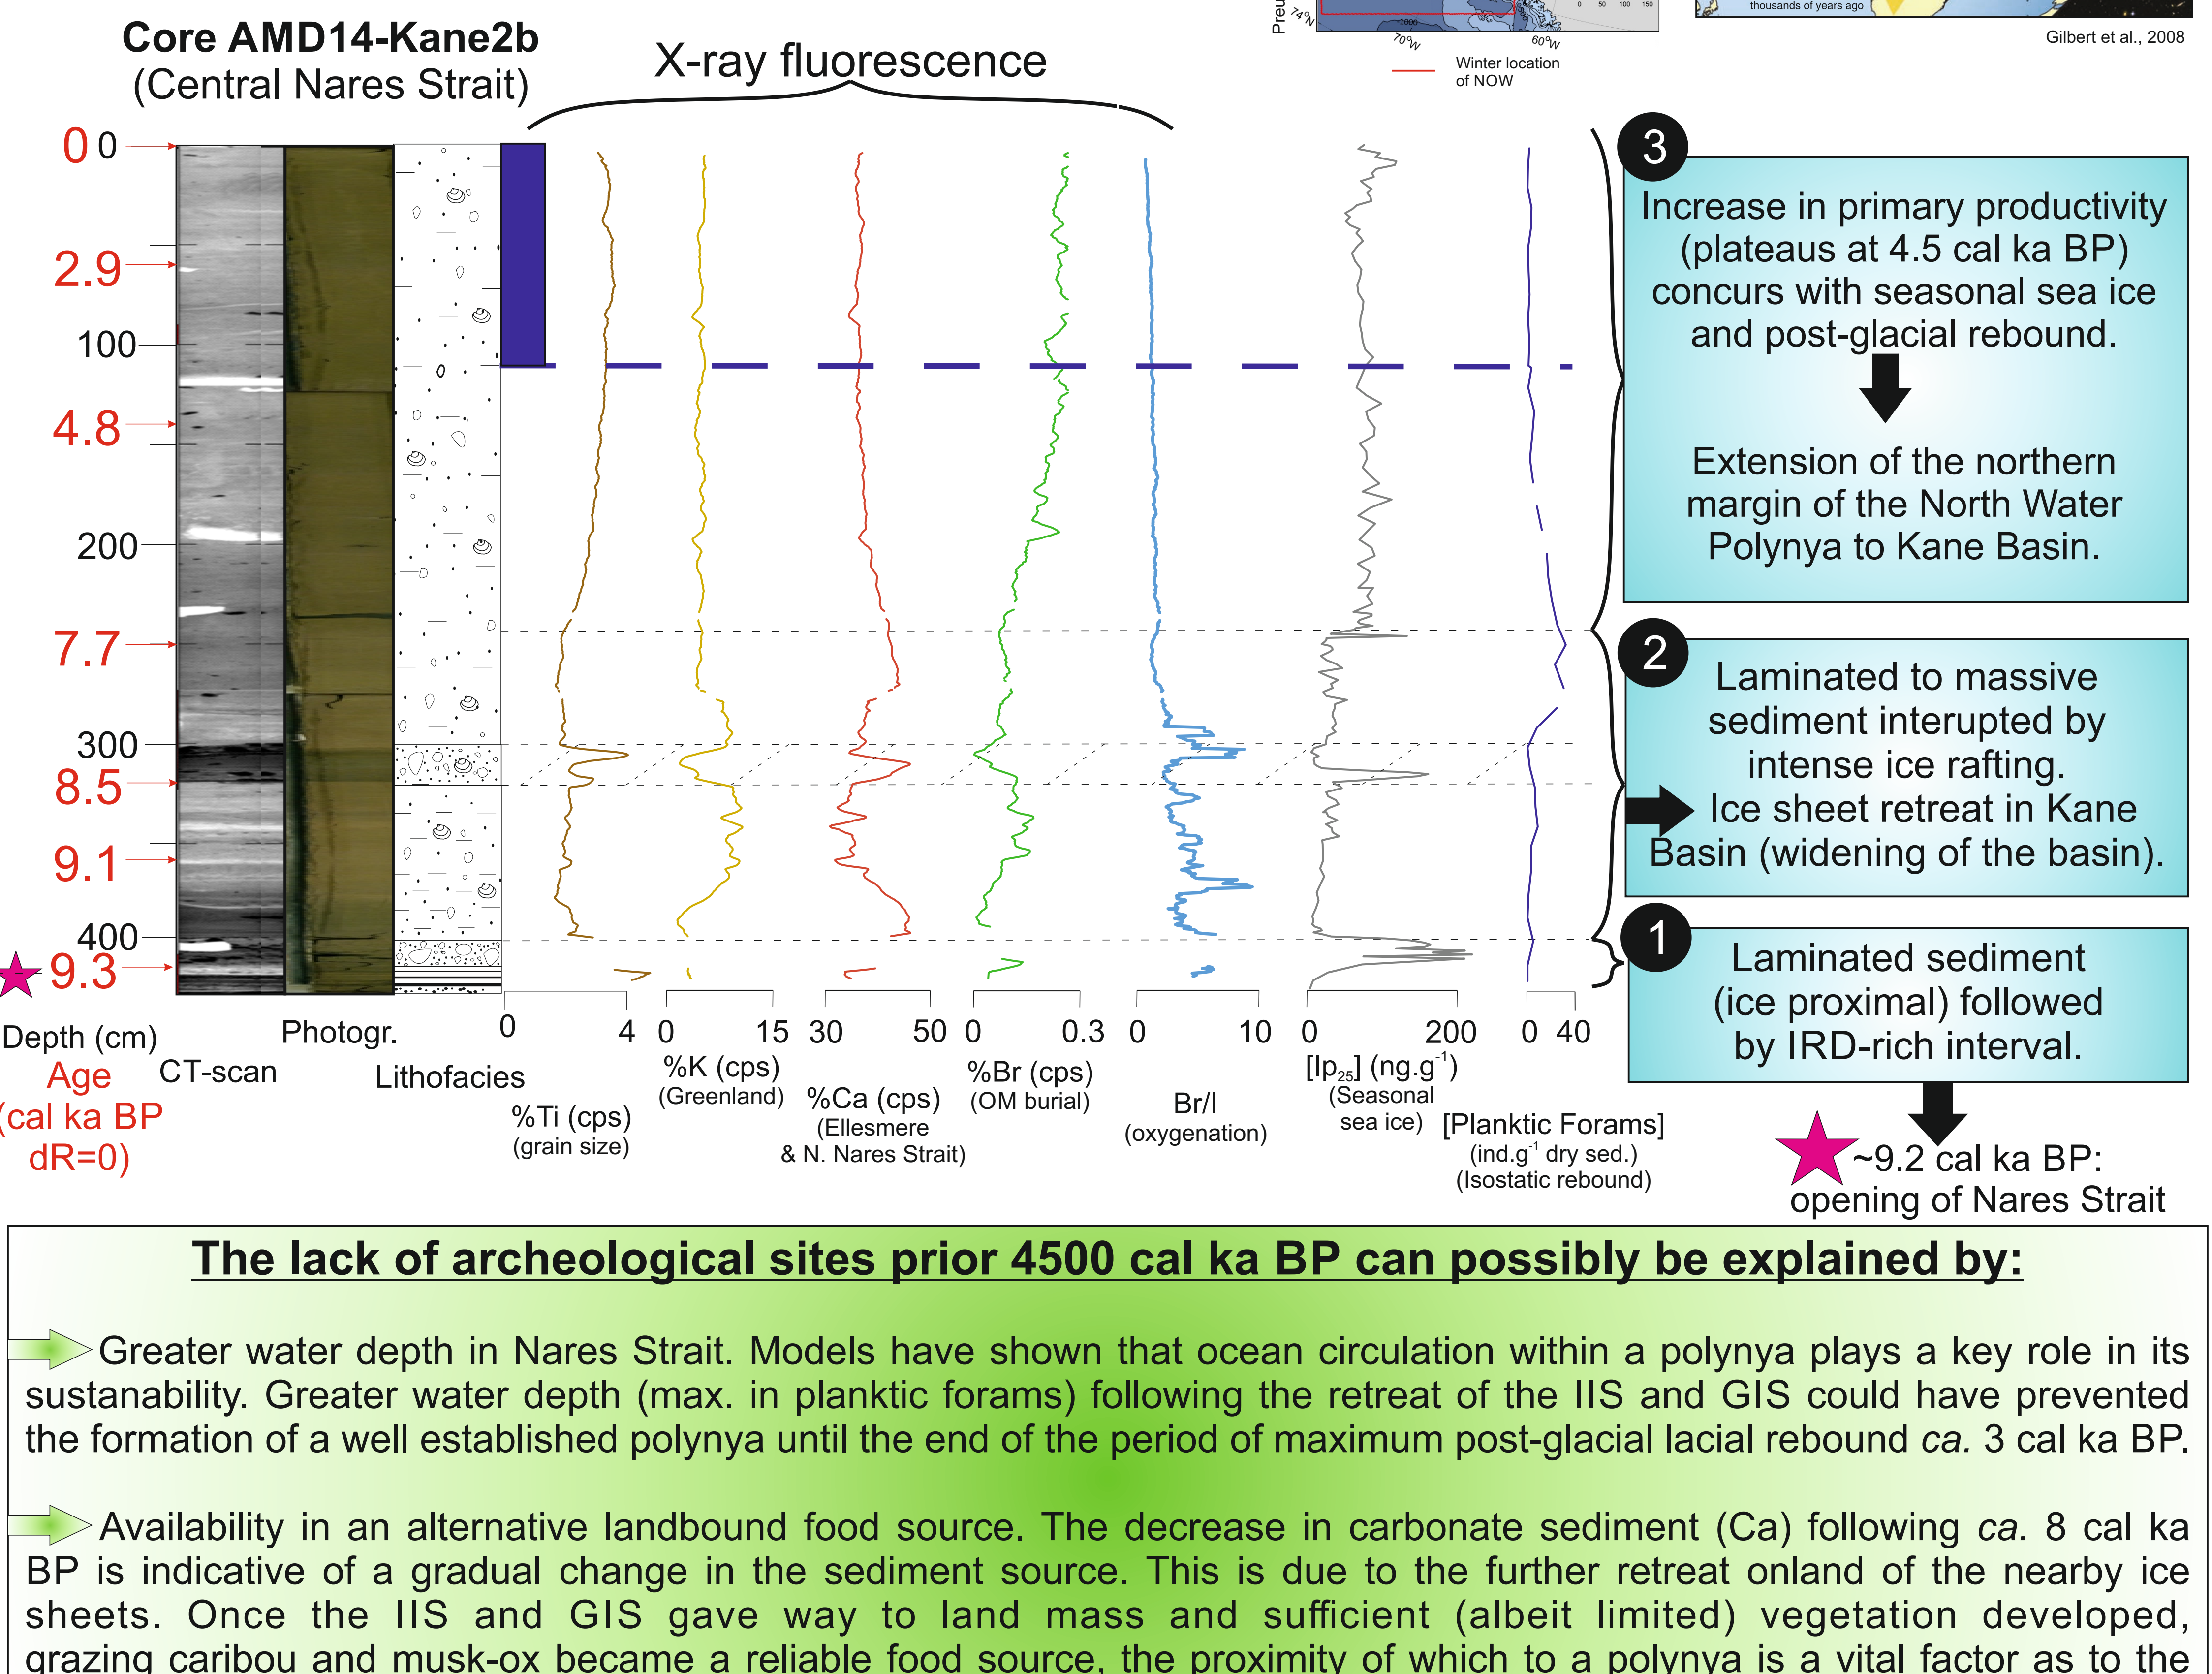 Preu
74°N
-1000
70°W
60°W
0 50 100 150
Winter location
of NOW
thousands of years ago
Gilbert et al., 2008
Core AMD14-Kane2b
(Central Nares Strait)
X-ray fluorescence
0 0
2.9
100
4.8
200
7.7
300
8.5
9.1
400
9.3
Depth (cm)
Age
(cal ka BP
dR=0)
CT-scan
Photogr.
Lithofacies
0 4
%Ti (cps)
(grain size)
0 15
%K (cps)
(Greenland)
30 50
%Ca (cps)
(Ellesmere
& N. Nares Strait)
0 0.3
%Br (cps)
(OM burial)
0 10
Br/I
(oxygenation)
0 200
[Ip25] (ng.g-1)
(Seasonal
sea ice)
0 40
[Planktic Forams]
(ind.g-1 dry sed.)
(Isostatic rebound)
3
Increase in primary productivity
(plateaus at 4.5 cal ka BP)
concurs with seasonal sea ice
and post-glacial rebound.
Extension of the northern
margin of the North Water
Polynya to Kane Basin.
2
Laminated to massive
sediment interupted by
intense ice rafting.
Ice sheet retreat in Kane
Basin (widening of the basin).
1
Laminated sediment
(ice proximal) followed
by IRD-rich interval.
~9.2 cal ka BP:
opening of Nares Strait
The lack of archeological sites prior 4500 cal ka BP can possibly be explained by:
Greater water depth in Nares Strait. Models have shown that ocean circulation within a polynya plays a key role in its
sustanability. Greater water depth (max. in planktic forams) following the retreat of the IIS and GIS could have prevented
the formation of a well established polynya until the end of the period of maximum post-glacial lacial rebound ca. 3 cal ka BP.
Availability in an alternative landbound food source. The decrease in carbonate sediment (Ca) following ca. 8 cal ka
BP is indicative of a gradual change in the sediment source. This is due to the further retreat onland of the nearby ice
sheets. Once the IIS and GIS gave way to land mass and sufficient (albeit limited) vegetation developed,
grazing caribou and musk-ox became a reliable food source, the proximity of which to a polynya is a vital factor as to the